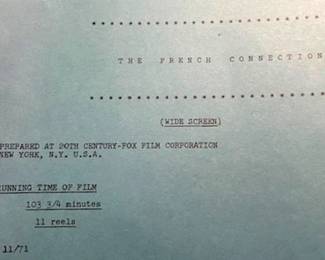 * * * * * * * * * * * * * * * * * * * * * * * * * * * *
THE FRENCH CONNECTION
* * * * * * * * * * * * * * * * * * * * * * * * * * * *
(WIDE SCREEN)
PREPARED AT 20TH CENTURY-FOX FILM CORPORATION
NEW YORK, N.Y. U.S.A.
RUNNING TIME OF FILM
103 3/4 minutes
11 reels
11/71